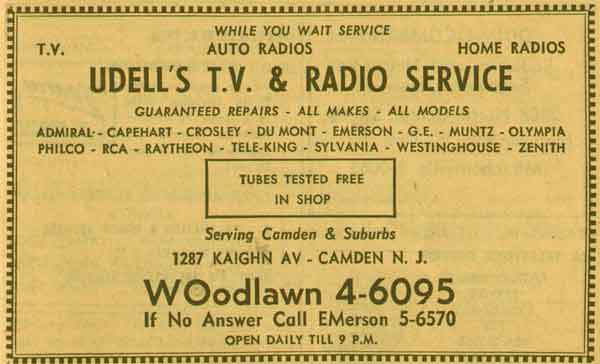 WHILE YOU WAIT SERVICE
T.V. AUTO RADIOS HOME RADIOS
UDELL'S T.V. & RADIO SERVICE
GUARANTEED REPAIRS - ALL MAKES - ALL MODELS
ADMIRAL - CAPEHART - CROSLEY - DU MONT - EMERSON - G.E. - MUNTZ - OLYMPIA
PHILCO - RCA - RAYTHEON - TELE-KING - SYLVANIA - WESTINGHOUSE - ZENITH
TUBES TESTED FREE
IN SHOP
Serving Camden & Suburbs
1287 KAIGHN AV - CAMDEN N. J.
WOodlawn 4-6095
If No Answer Call EMerson 5-6570
OPEN DAILY TILL 9 P.M.